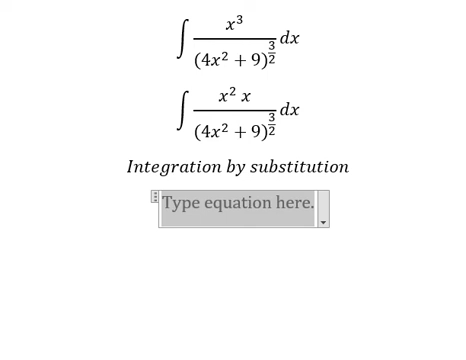 ∫ x³ / (4x² + 9)^(3/2) dx
∫ x² x / (4x² + 9)^(3/2) dx
Integration by substitution
Type equation here.